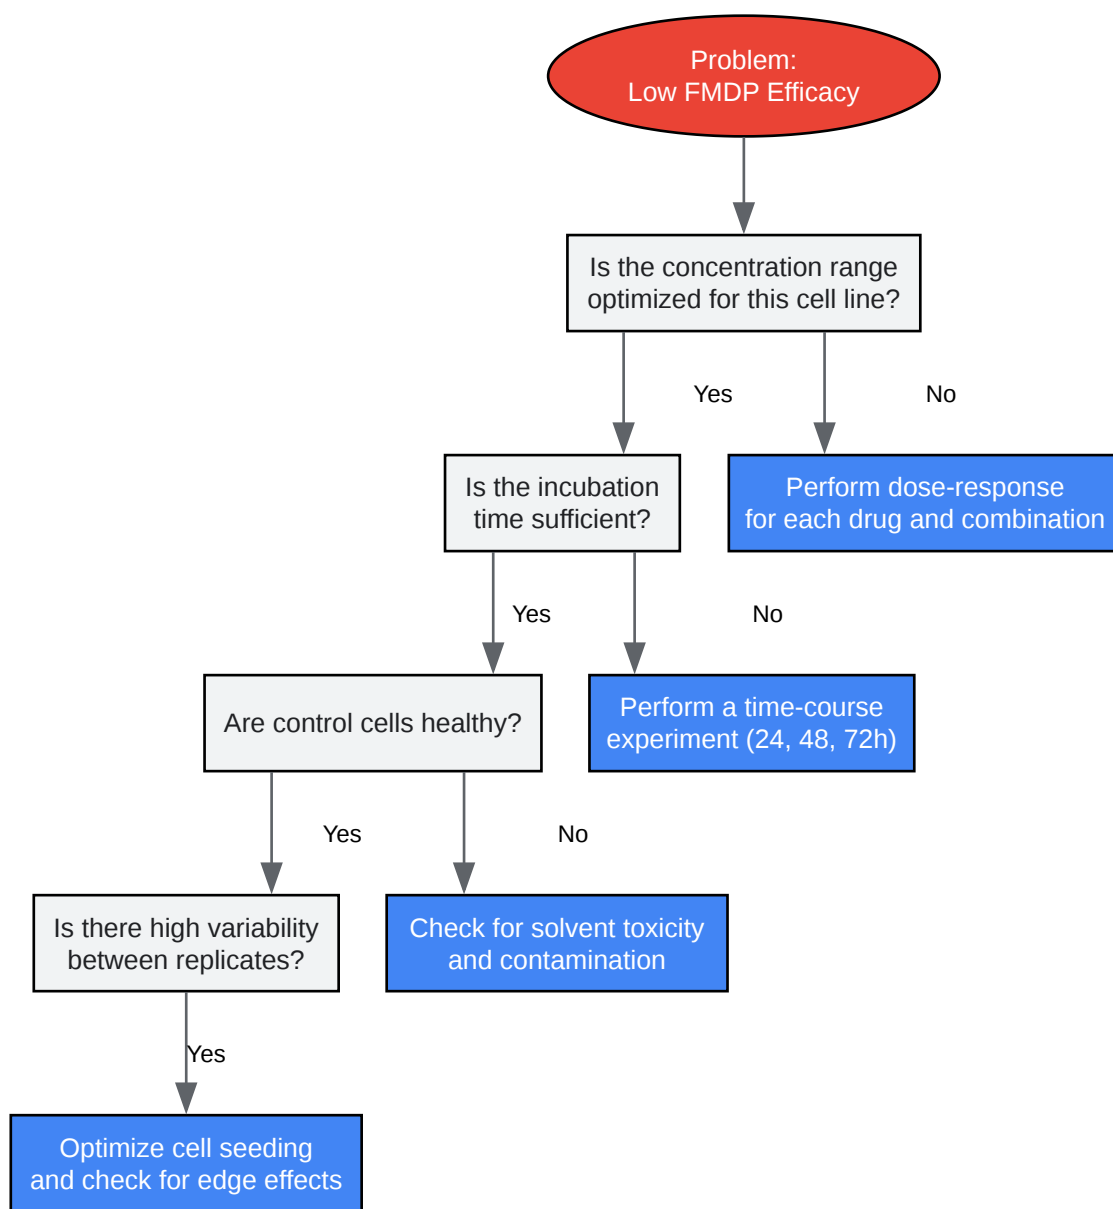 Problem:
Low FMDP Efficacy
Is the concentration range
optimized for this cell line?
Yes
No
Is the incubation
time sufficient?
Perform dose-response
for each drug and combination
Yes
No
Are control cells healthy?
Perform a time-course
experiment (24, 48, 72h)
Yes
No
Is there high variability
between replicates?
Check for solvent toxicity
and contamination
Yes
Optimize cell seeding
and check for edge effects